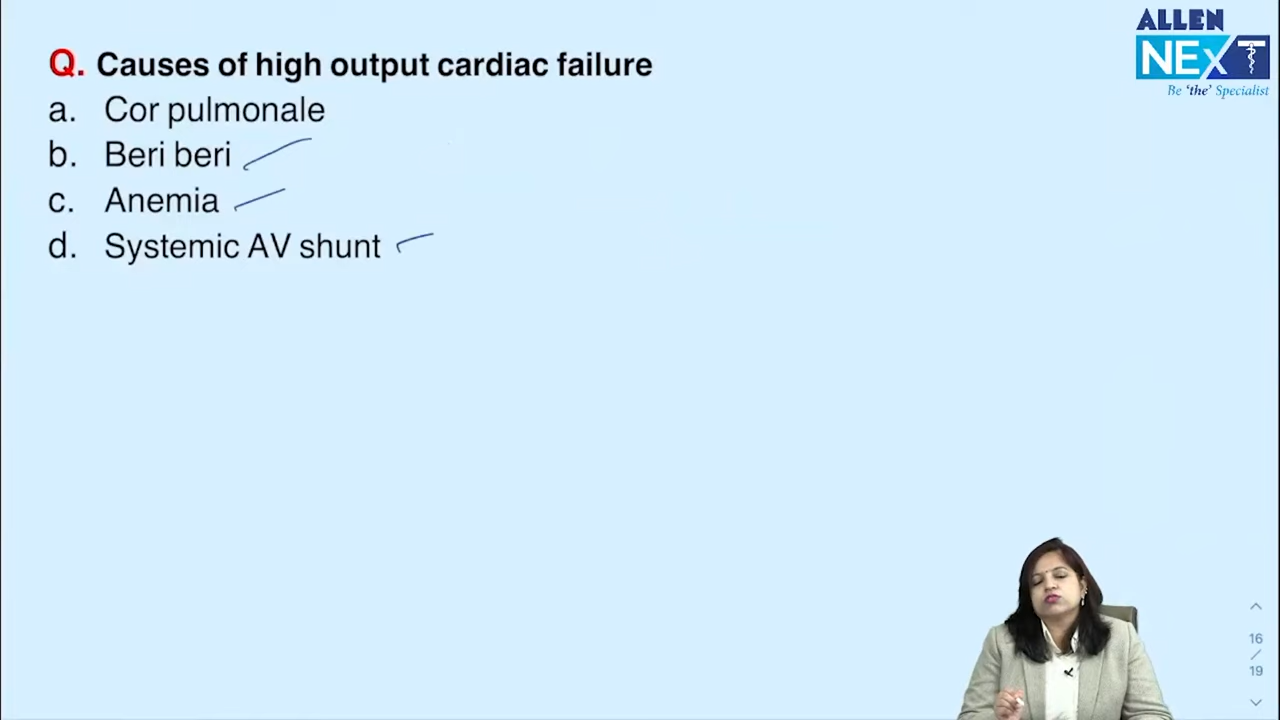 ALLEN
NEXT
Be 'the' Specialist
Q. Causes of high output cardiac failure
a. Cor pulmonale
b. Beri beri
c. Anemia
d. Systemic AV shunt
16
/
19